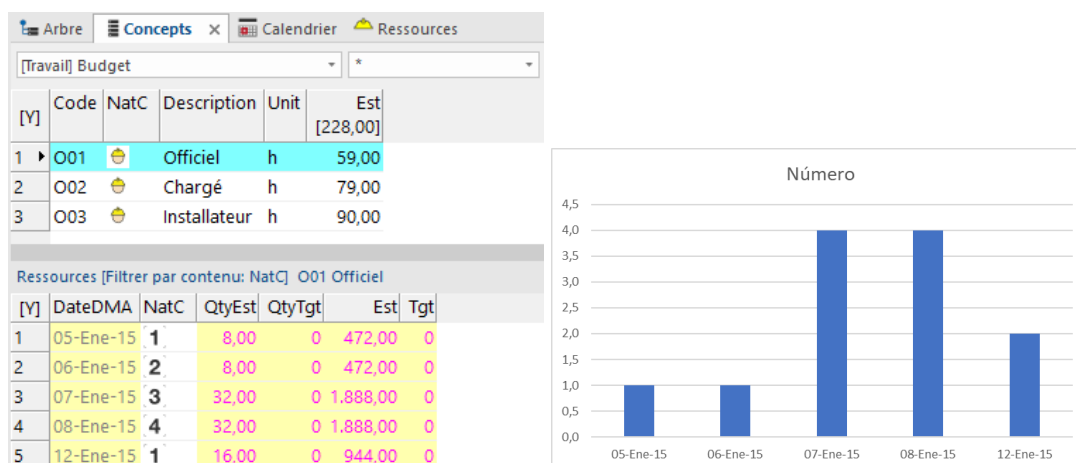 Arbre Concepts × Calendrier Ressources
[Travail] Budget *
[Y] Code NatC Description Unit Est
[228,00]
1 O01 Officiel h 59,00
2 O02 Chargé h 79,00
3 O03 Installateur h 90,00
Ressources [Filtrer par contenu: NatC] O01 Officiel
[Y] DateDMA NatC QtyEst QtyTgt Est Tgt
1 05-Ene-15 1 8,00 0 472,00 0
2 06-Ene-15 2 8,00 0 472,00 0
3 07-Ene-15 3 32,00 0 1.888,00 0
4 08-Ene-15 4 32,00 0 1.888,00 0
5 12-Ene-15 1 16,00 0 944,00 0
Número
4,5
4,0
3,5
3,0
2,5
2,0
1,5
1,0
0,5
0,0
05-Ene-15 06-Ene-15 07-Ene-15 08-Ene-15 12-Ene-15